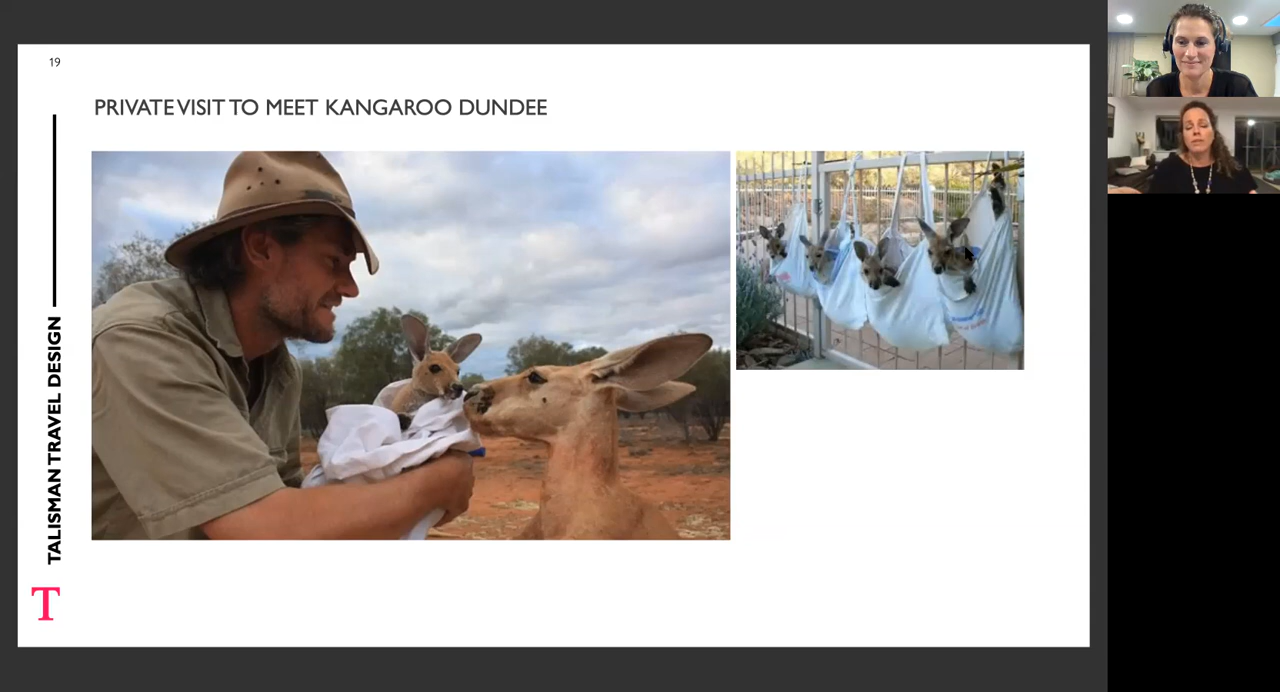 19
PRIVATE VISIT TO MEET KANGAROO DUNDEE
TALISMAN TRAVEL DESIGN
T